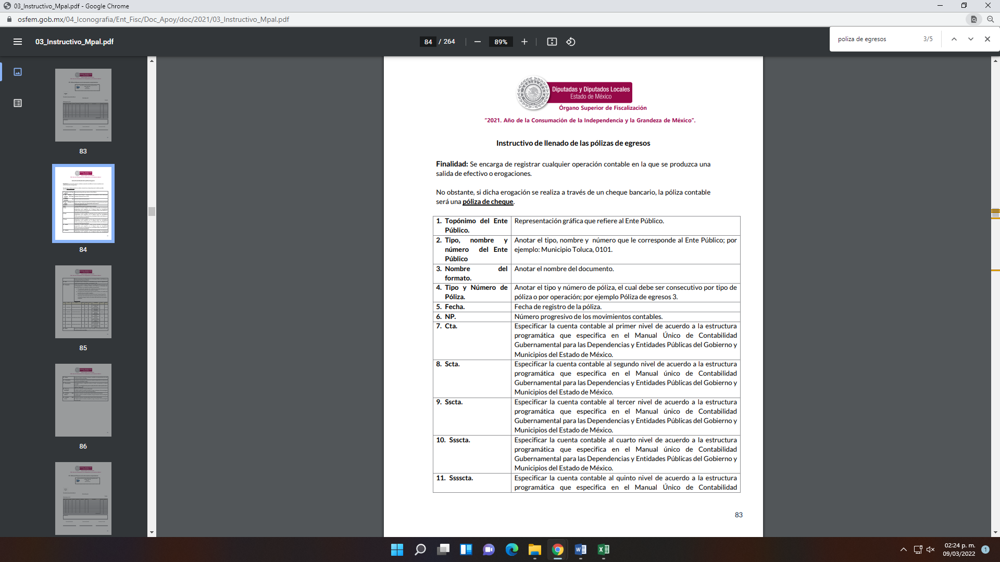 03_Instructivo_Mpal.pdf - Google Chrome
osfem.gob.mx/04_Iconografia/Ent_Fisc/Doc_Apoy/doc/2021/03_Instructivo_Mpal.pdf
03_Instructivo_Mpal.pdf
84 / 264
89%
poliza de egresos
3/5
83
84
85
86
Diputadas y Diputados Locales
Estado de México
Órgano Superior de Fiscalización
"2021. Año de la Consumación de la Independencia y la Grandeza de México".
Instructivo de llenado de las pólizas de egresos
Finalidad: Se encarga de registrar cualquier operación contable en la que se produzca una
salida de efectivo o erogaciones.
No obstante, si dicha erogación se realiza a través de un cheque bancario, la póliza contable
será una póliza de cheque.
1. Topónimo del Ente
Público.
Representación gráfica que refiere al Ente Público.
2. Tipo, nombre y
número del Ente
Público
Anotar el tipo, nombre y número que le corresponde al Ente Público; por
ejemplo: Municipio Toluca, 0101.
3. Nombre del
formato.
Anotar el nombre del documento.
4. Tipo y Número de
Póliza.
Anotar el tipo y número de póliza, el cual debe ser consecutivo por tipo de
póliza o por operación; por ejemplo Póliza de egresos 3.
5. Fecha.
Fecha de registro de la póliza.
6. NP.
Número progresivo de los movimientos contables.
7. Cta.
Especificar la cuenta contable al primer nivel de acuerdo a la estructura
programática que especifica en el Manual Único de Contabilidad
Gubernamental para las Dependencias y Entidades Públicas del Gobierno y
Municipios del Estado de México.
8. Scta.
Especificar la cuenta contable al segundo nivel de acuerdo a la estructura
programática que especifica en el Manual único de Contabilidad
Gubernamental para las Dependencias y Entidades Públicas del Gobierno y
Municipios del Estado de México.
9. Sscta.
Especificar la cuenta contable al tercer nivel de acuerdo a la estructura
programática que especifica en el Manual único de Contabilidad
Gubernamental para las Dependencias y Entidades Públicas del Gobierno y
Municipios del Estado de México.
10. Ssscta.
Especificar la cuenta contable al cuarto nivel de acuerdo a la estructura
programática que especifica en el Manual único de Contabilidad
Gubernamental para las Dependencias y Entidades Públicas del Gobierno y
Municipios del Estado de México.
11. Sssscta.
Especificar la cuenta contable al quinto nivel de acuerdo a la estructura
programática que especifica en el Manual Único de Contabilidad
83
02:24 p. m.
09/03/2022
1